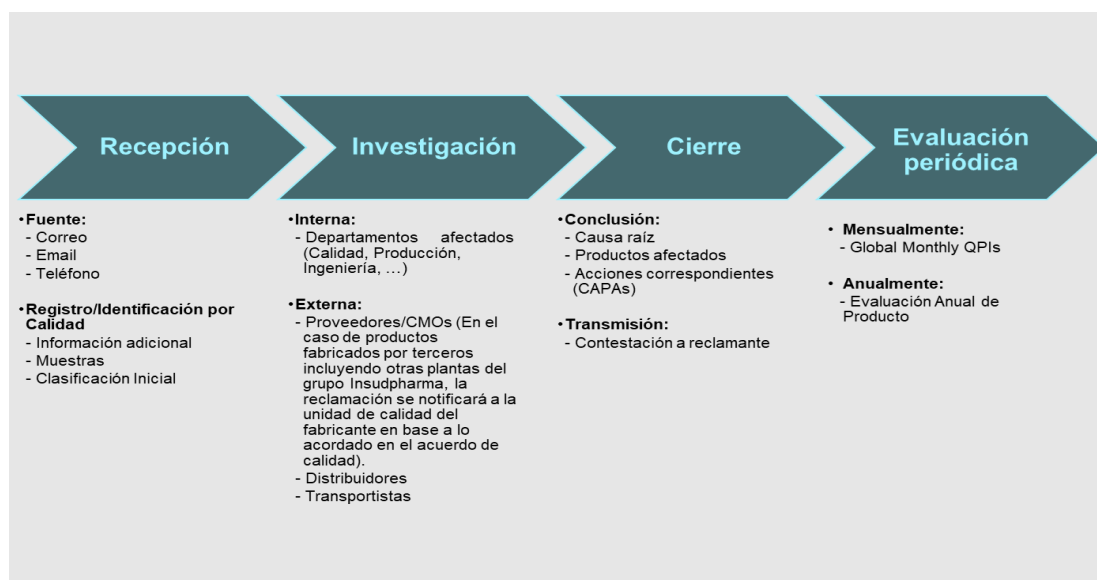 Recepción
•Fuente:
- Correo
- Email
- Teléfono
•Registro/Identificación por
Calidad
- Información adicional
- Muestras
- Clasificación Inicial
Investigación
•Interna:
- Departamentos afectados
(Calidad, Producción,
Ingeniería, ...)
•Externa:
- Proveedores/CMOs (En el
caso de productos
fabricados por terceros
incluyendo otras plantas del
grupo Insudpharma, la
reclamación se notificará a la
unidad de calidad del
fabricante en base a lo
acordado en el acuerdo de
calidad).
- Distribuidores
- Transportistas
Cierre
•Conclusión:
- Causa raíz
- Productos afectados
- Acciones correspondientes
(CAPAs)
•Transmisión:
- Contestación a reclamante
Evaluación
periódica
• Mensualmente:
- Global Monthly QPIs
• Anualmente:
- Evaluación Anual de
Producto